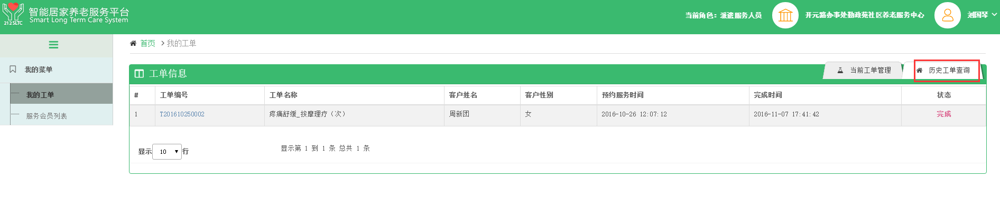 智能居家养老服务平台
Smart Long Term Care System
212SLTC
当前角色：派遣服务人员
开元路办事处勤政苑社区养老服务中心
刘国琴
首页 > 我的工单
我的菜单
我的工单
服务会员列表
工单信息
当前工单管理
历史工单查询
# 工单编号 工单名称 客户姓名 客户性别 预约服务时间 完成时间 状态
1 T201610250002 疼痛舒缓_按摩理疗（次） 周新团 女 2016-10-26 12:07:12 2016-11-07 17:41:42 完成
显示 10 行
显示第 1 到 1 条 总共 1 条